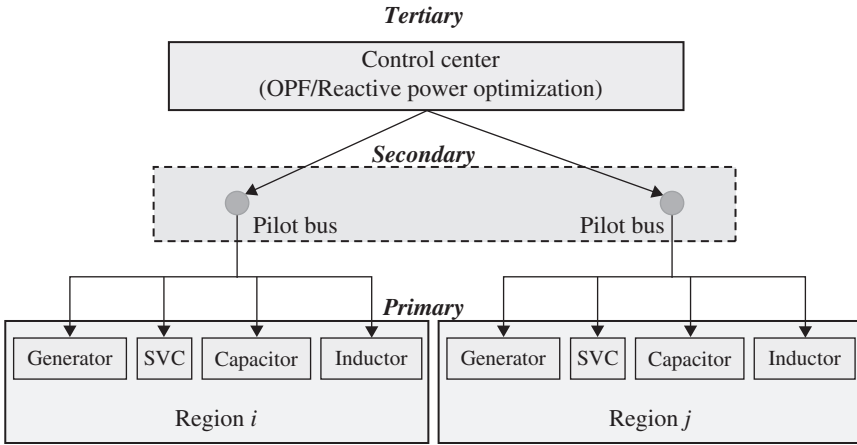 Tertiary
Control center
(OPF/Reactive power optimization)
Secondary
Pilot bus
Pilot bus
Primary
Generator
SVC
Capacitor
Inductor
Region i
Generator
SVC
Capacitor
Inductor
Region j